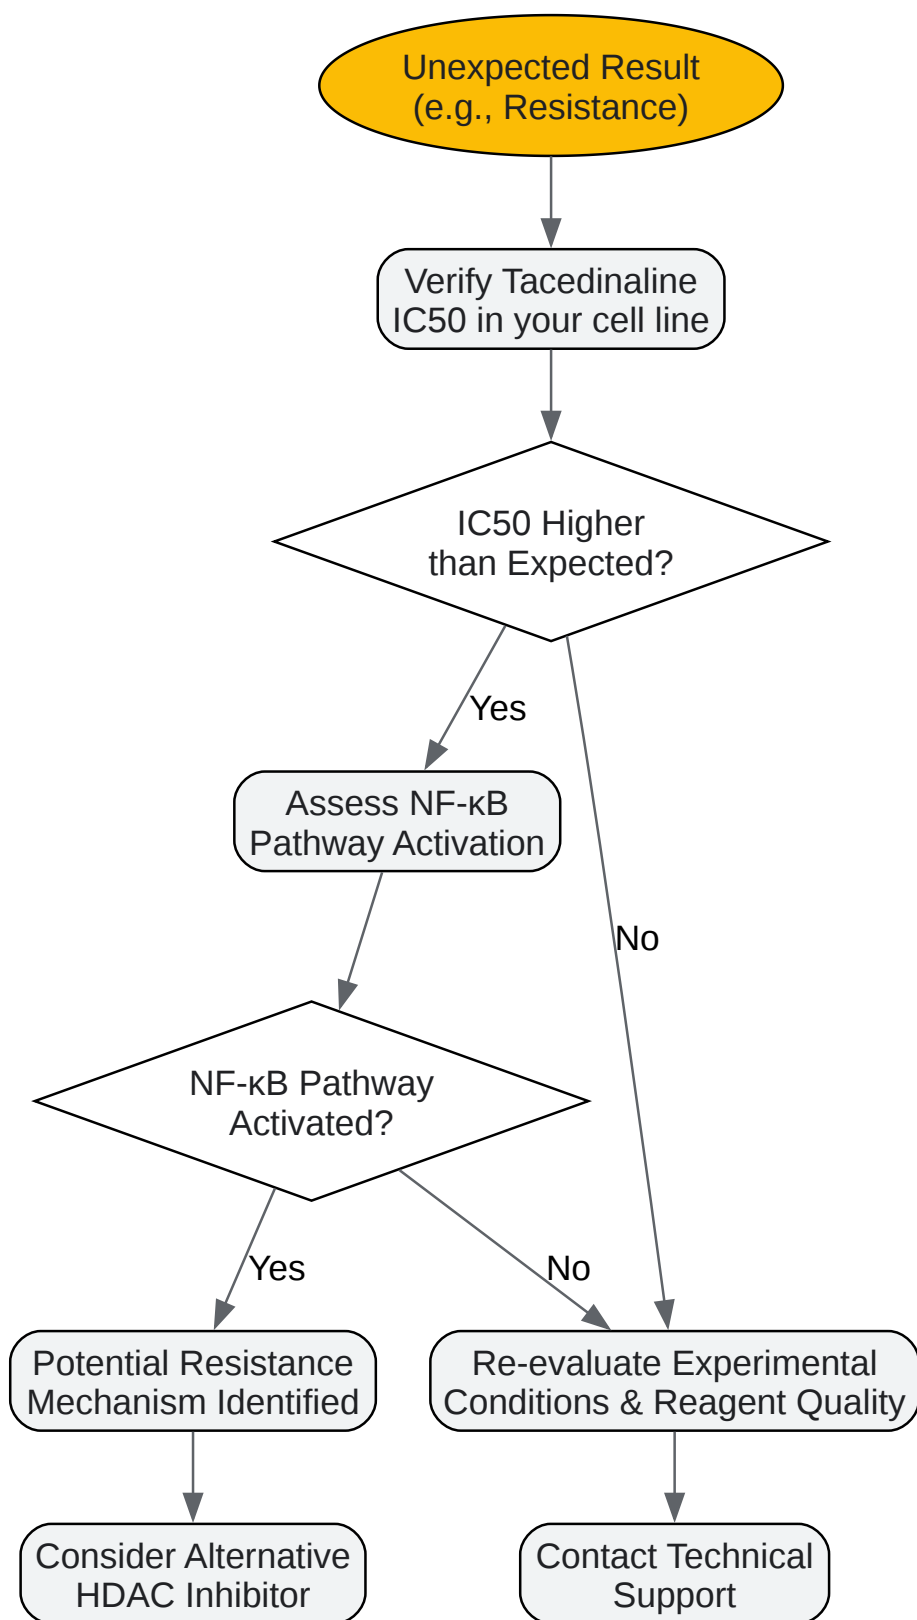 Unexpected Result
(e.g., Resistance)
Verify Tacedinaline
IC50 in your cell line
IC50 Higher
than Expected?
Yes
Assess NF-κB
Pathway Activation
No
NF-κB Pathway
Activated?
Yes
No
Potential Resistance
Mechanism Identified
Re-evaluate Experimental
Conditions & Reagent Quality
Consider Alternative
HDAC Inhibitor
Contact Technical
Support